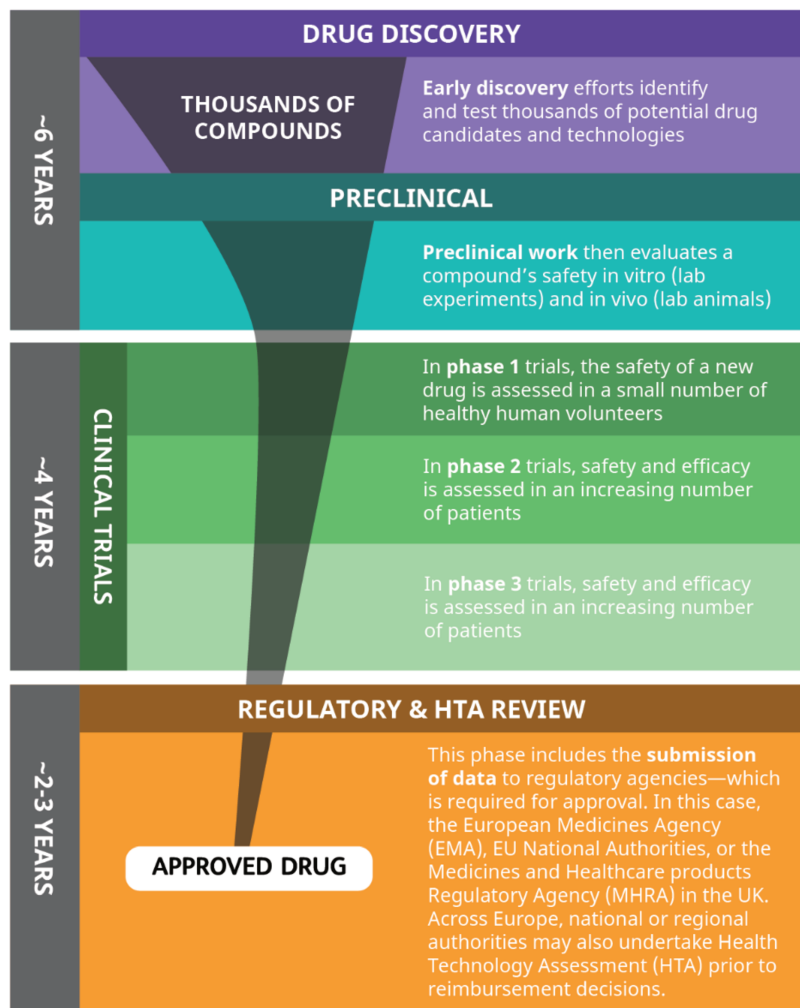 DRUG DISCOVERY
~6 YEARS
THOUSANDS OF
COMPOUNDS
Early discovery efforts identify
and test thousands of potential drug
candidates and technologies
PRECLINICAL
Preclinical work then evaluates a
compound's safety in vitro (lab
experiments) and in vivo (lab animals)
~4 YEARS
CLINICAL TRIALS
In phase 1 trials, the safety of a new
drug is assessed in a small number of
healthy human volunteers
In phase 2 trials, safety and efficacy
is assessed in an increasing number
of patients
In phase 3 trials, safety and efficacy
is assessed in an increasing number
of patients
REGULATORY & HTA REVIEW
~2-3 YEARS
APPROVED DRUG
This phase includes the submission
of data to regulatory agencies—which
is required for approval. In this case,
the European Medicines Agency
(EMA), EU National Authorities, or the
Medicines and Healthcare products
Regulatory Agency (MHRA) in the UK.
Across Europe, national or regional
authorities may also undertake Health
Technology Assessment (HTA) prior to
reimbursement decisions.